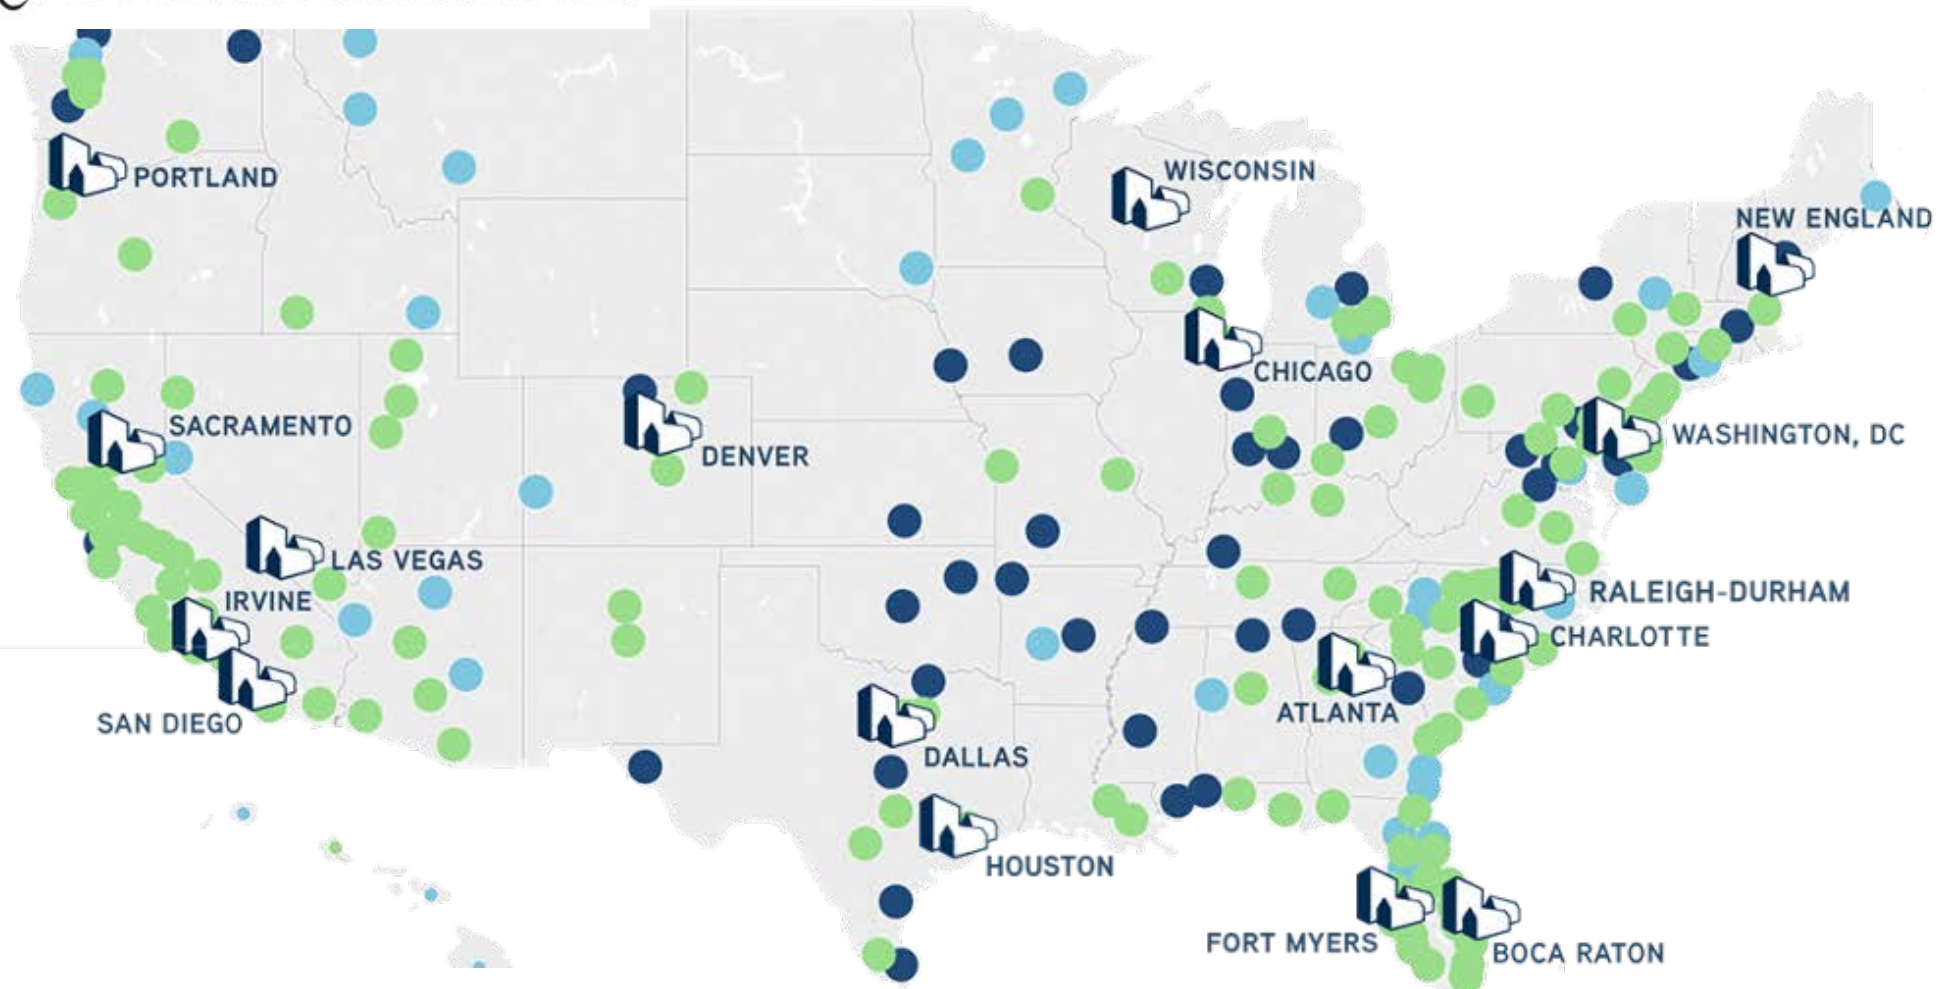 WISCONSIN
PORTLAND
NEW ENGLAND
CHICAGO
SACRAMENTO
WASHINGTON, DC
DENVER
LAS VEGAS
IRVINE
RALEIGH-DURHAM
CHARLOTTE
SAN DIEGO
ATLANTA
DALLAS
HOUSTON
FORT MYERS
BOCA RATON